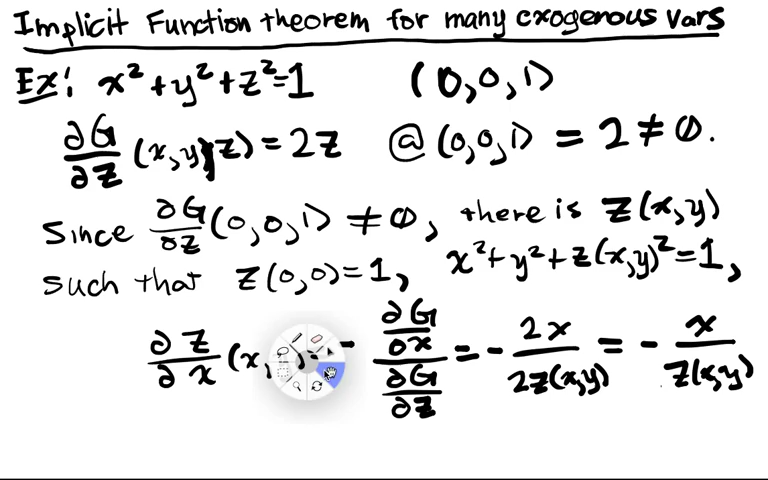 Implicit Function theorem for many exogenous vars
Ex: x² + y² + z² = 1 (0,0,1)
∂G/∂z (x,y,z) = 2z @ (0,0,1) = 2 ≠ 0.
Since ∂G/∂z (0,0,1) ≠ 0, there is z(x,y)
such that z(0,0)=1, x² + y² + z(x,y)² = 1,
∂z/∂x (x, - (∂G/∂x)/(∂G/∂z) = - 2x/2z(x,y) = - x/z(x,y)